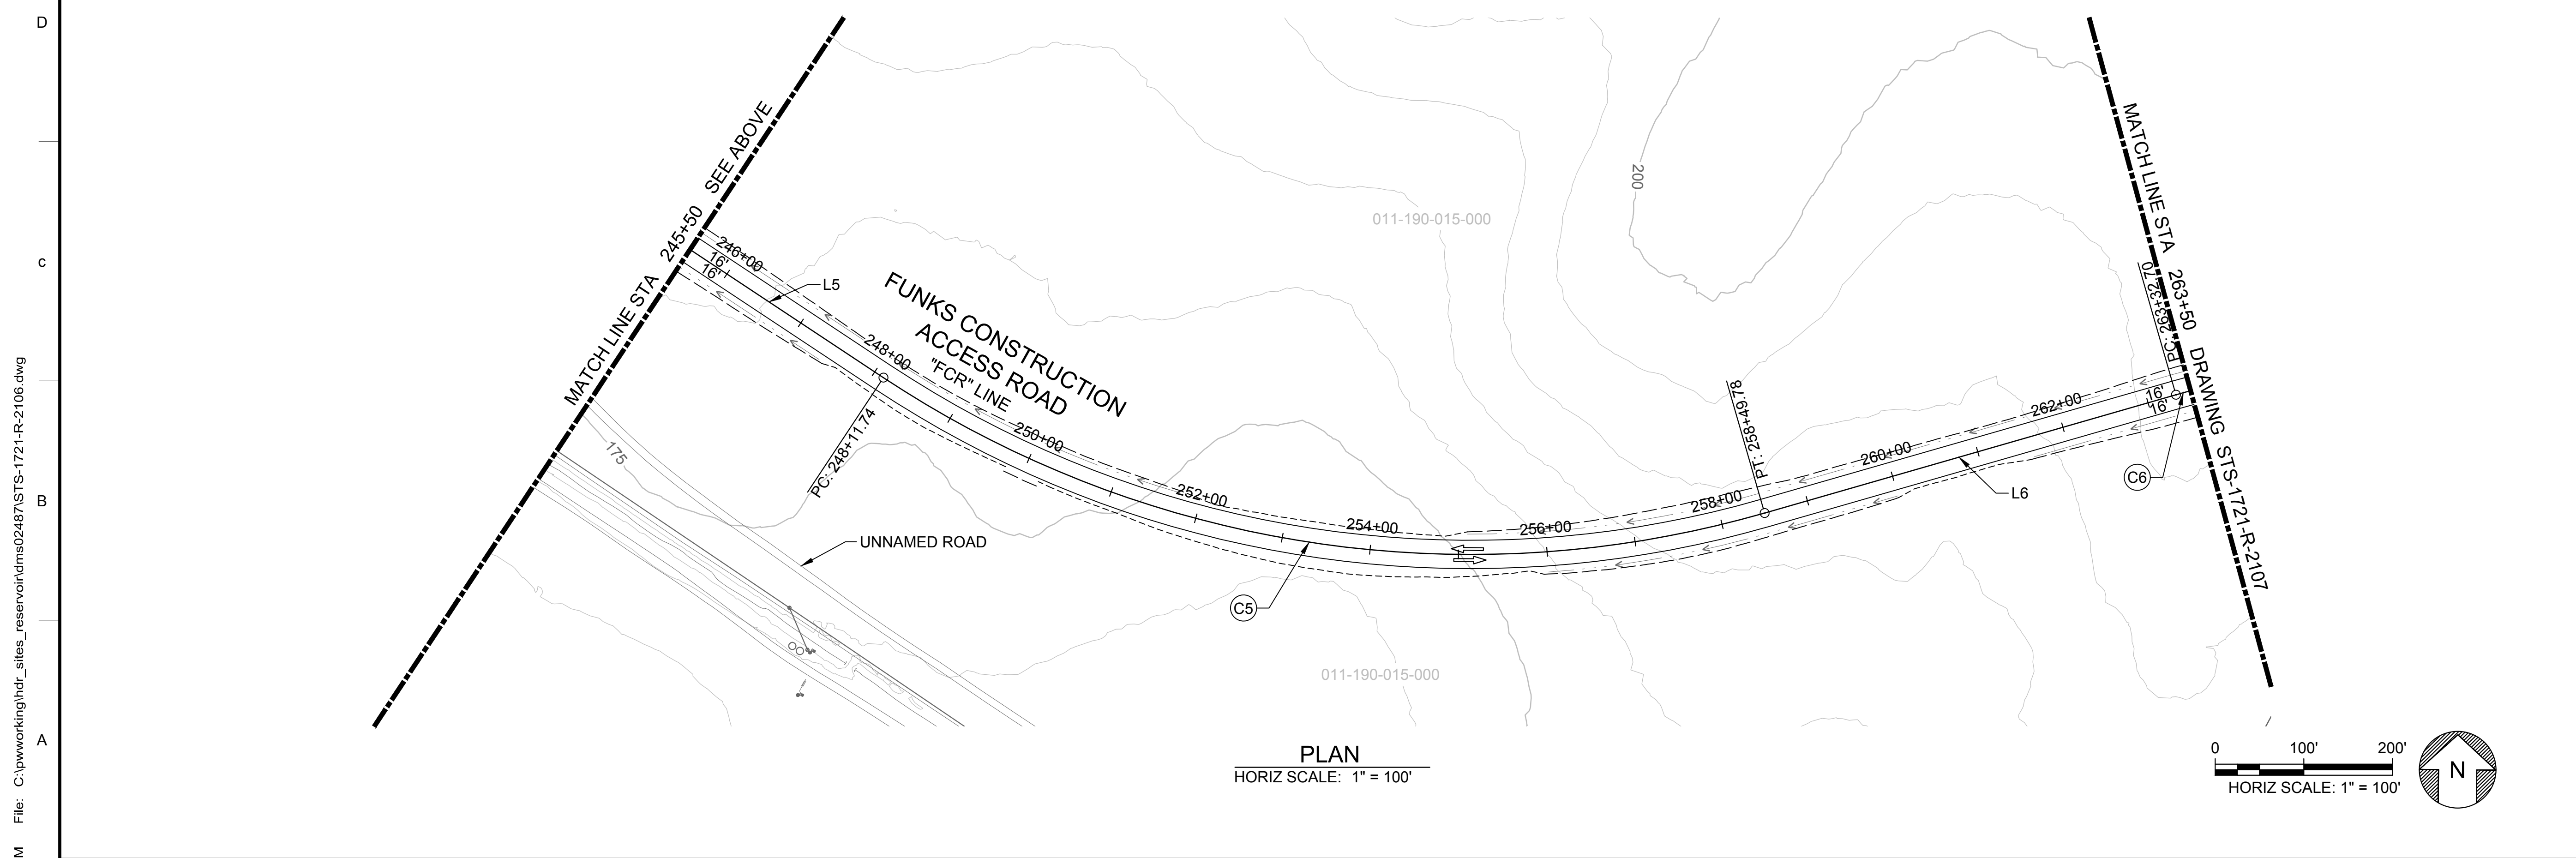 D
C
B
A
File: C:\pwworking\hdr_sites_reservoir\dms02487\STS-1721-R-2106.dwg
M
MATCH LINE STA 245+50 SEE ABOVE
246+00
16'
16'
L5
248+00
PC: 248+11.74
FUNKS CONSTRUCTION
ACCESS ROAD
"FCR" LINE
250+00
252+00
254+00
256+00
258+00
PT: 258+49.78
260+00
262+00
PC: 263+32.70
16'
16'
C5
C6
L6
175
200
UNNAMED ROAD
011-190-015-000
011-190-015-000
MATCH LINE STA 263+50 DRAWING STS-1721-R-2107
PLAN
HORIZ SCALE: 1" = 100'
0 100' 200'
HORIZ SCALE: 1" = 100'
N